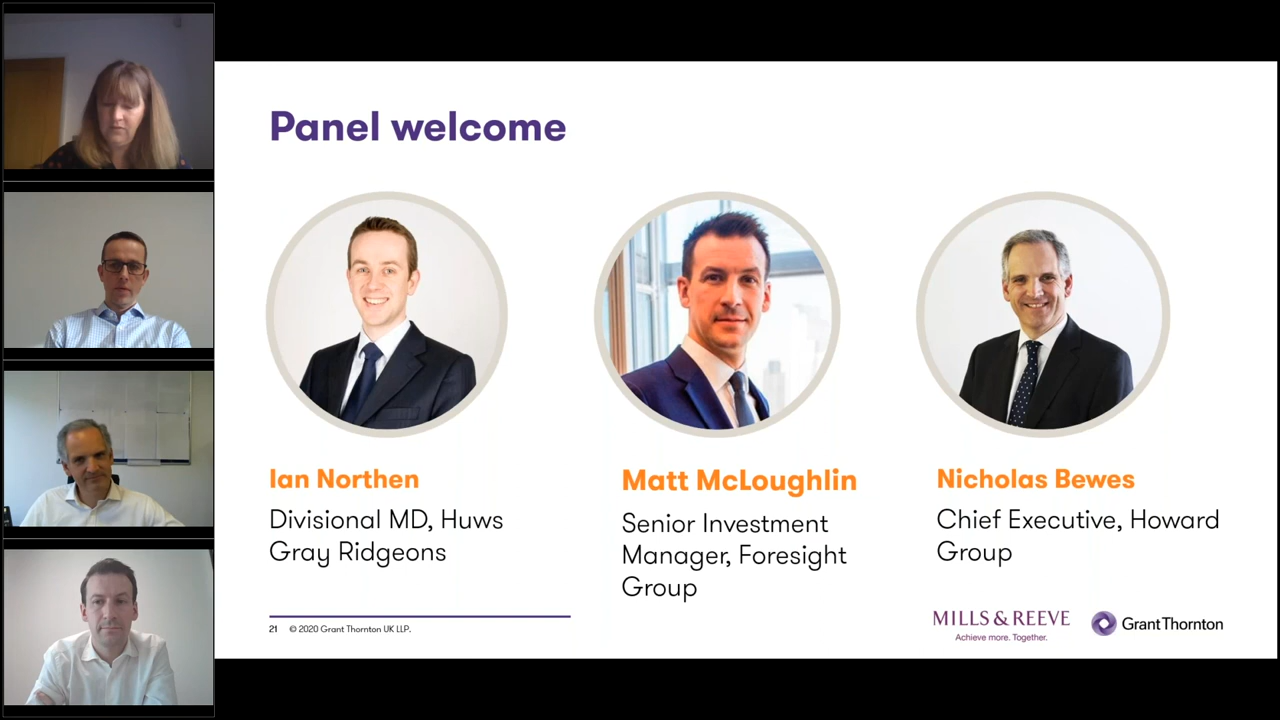 Panel welcome
Ian Northen
Divisional MD, Huws
Gray Ridgeons
Matt McLoughlin
Senior Investment
Manager, Foresight
Group
Nicholas Bewes
Chief Executive, Howard
Group
21 © 2020 Grant Thornton UK LLP.
MILLS & REEVE
Achieve more. Together.
Grant Thornton